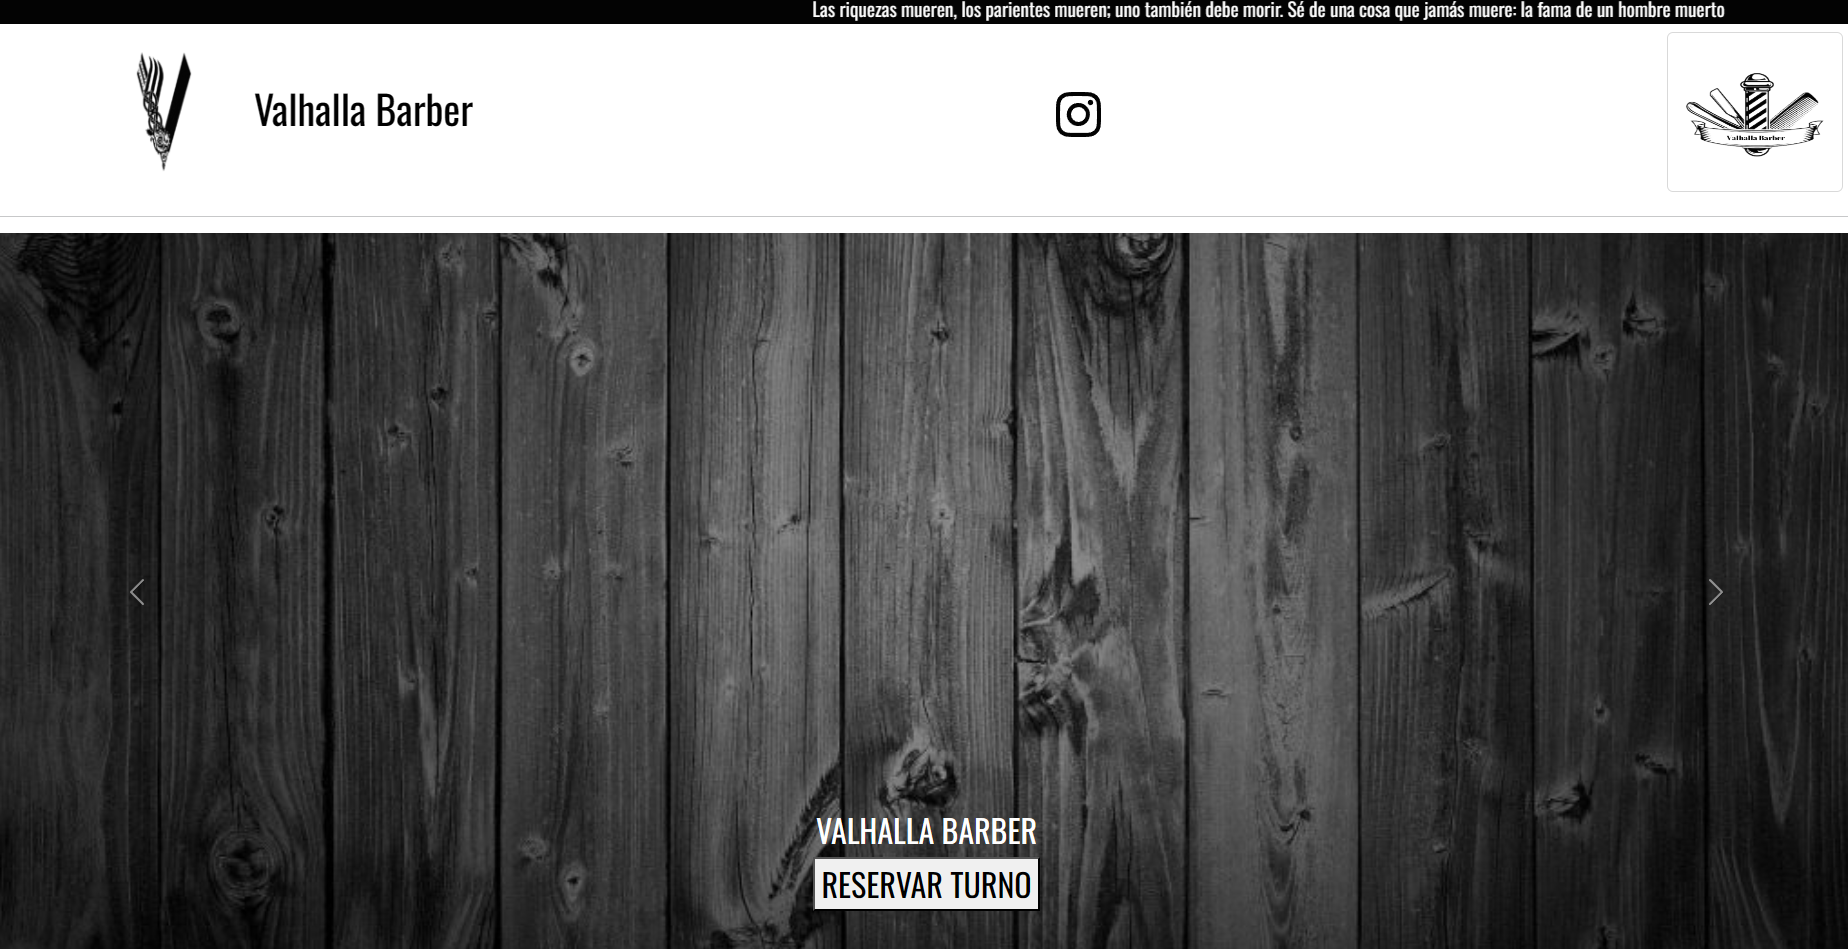 Las riquezas mueren, los parientes mueren; uno también debe morir. Sé de una cosa que jamás muere: la fama de un hombre muerto
Valhalla Barber
Valhalla Barber
VALHALLA BARBER
RESERVAR TURNO